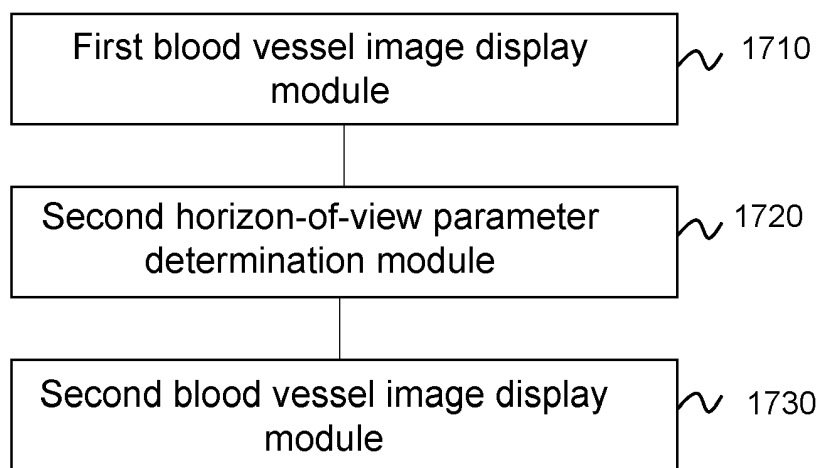 First blood vessel image display
module
1710
Second horizon-of-view parameter
determination module
1720
Second blood vessel image display
module
1730